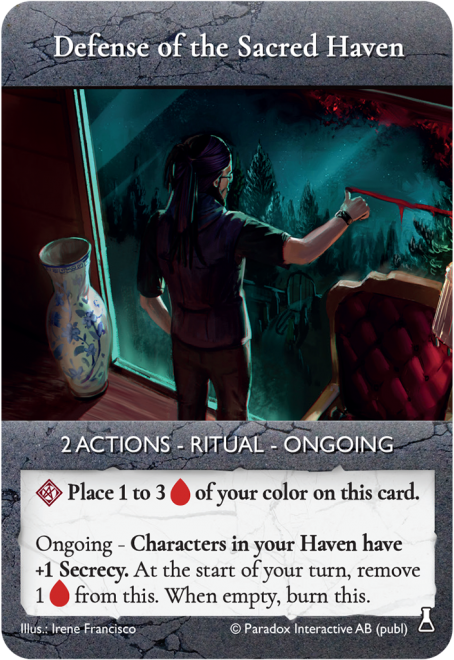 Defense of the Sacred Haven
2 ACTIONS - RITUAL - ONGOING
Place 1 to 3 of your color on this card.
Ongoing - Characters in your Haven have
+1 Secrecy. At the start of your turn, remove
1 from this. When empty, burn this.
Illus.: Irene Francisco © Paradox Interactive AB (publ)